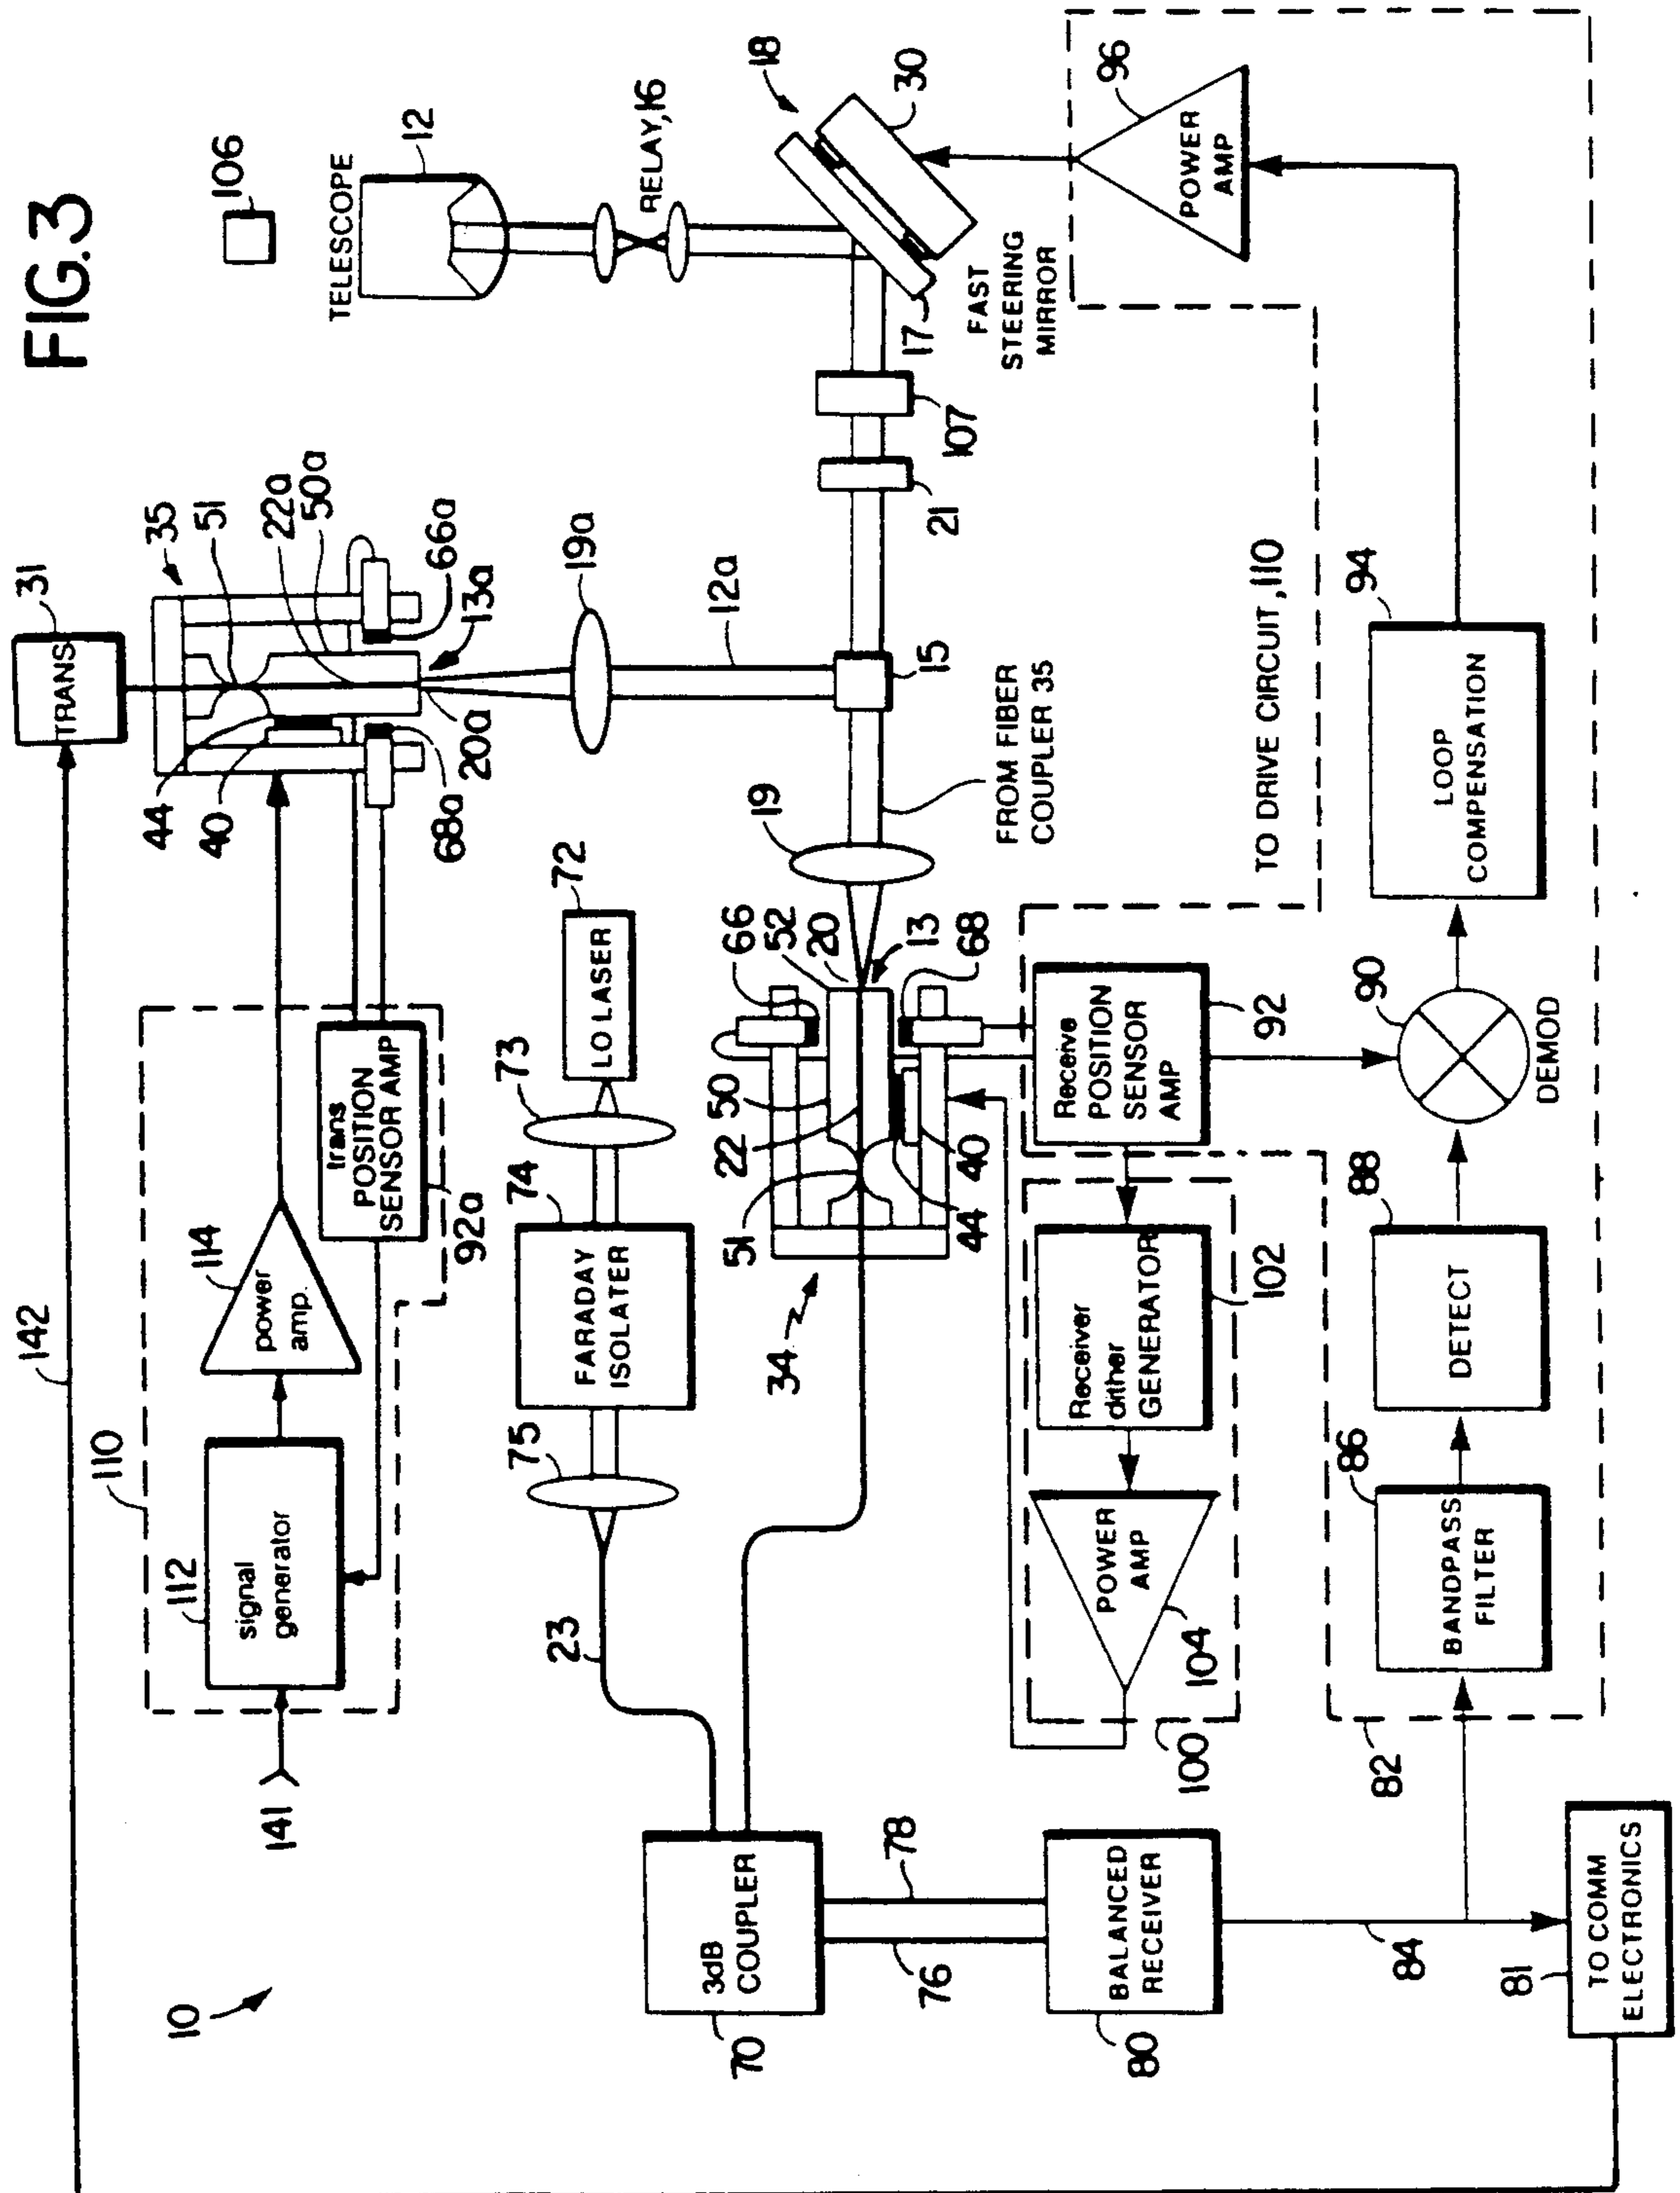 FIG.3
10
142
31
TRANS
35
51
22a
50a
66a
13a
20a
68a
40
44
19a
12a
15
106
TELESCOPE
12
RELAY,16
18
30
17
FAST
STEERING
MIRROR
107
21
110
112
signal
generator
114
power
amp.
trans
POSITION
SENSOR AMP
92a
141
72
LO LASER
73
74
FARADAY
ISOLATER
75
23
19
FROM FIBER
COUPLER 35
66
52
20
13
68
50
22
51
44
40
34
70
3dB
COUPLER
78
76
80
BALANCED
RECEIVER
84
81
TO COMM
ELECTRONICS
82
100
104
POWER
AMP
102
Receiver
dither
GENERATOR
92
Receive
POSITION
SENSOR
AMP
TO DRIVE CIRCUIT,110
86
BANDPASS
FILTER
88
DETECT
90
DEMOD
94
LOOP
COMPENSATION
96
POWER
AMP